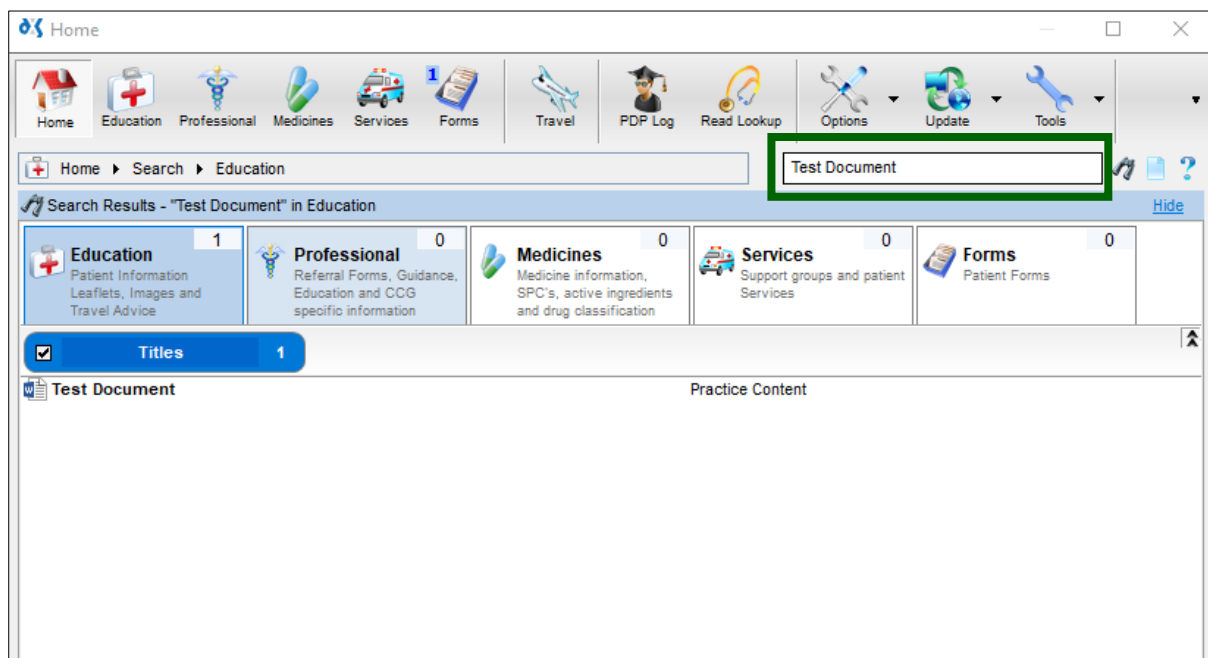 Home
1
Home Education Professional Medicines Services Forms Travel PDP Log Read Lookup Options Update Tools
Home Search Education
Test Document
?
Search Results - "Test Document" in Education
Hide
Education 1
Patient Information
Leaflets, Images and
Travel Advice
Professional 0
Referral Forms, Guidance,
Education and CCG
specific information
Medicines 0
Medicine information,
SPC's, active ingredients
and drug classification
Services 0
Support groups and patient
Services
Forms 0
Patient Forms
Titles 1
Test Document Practice Content